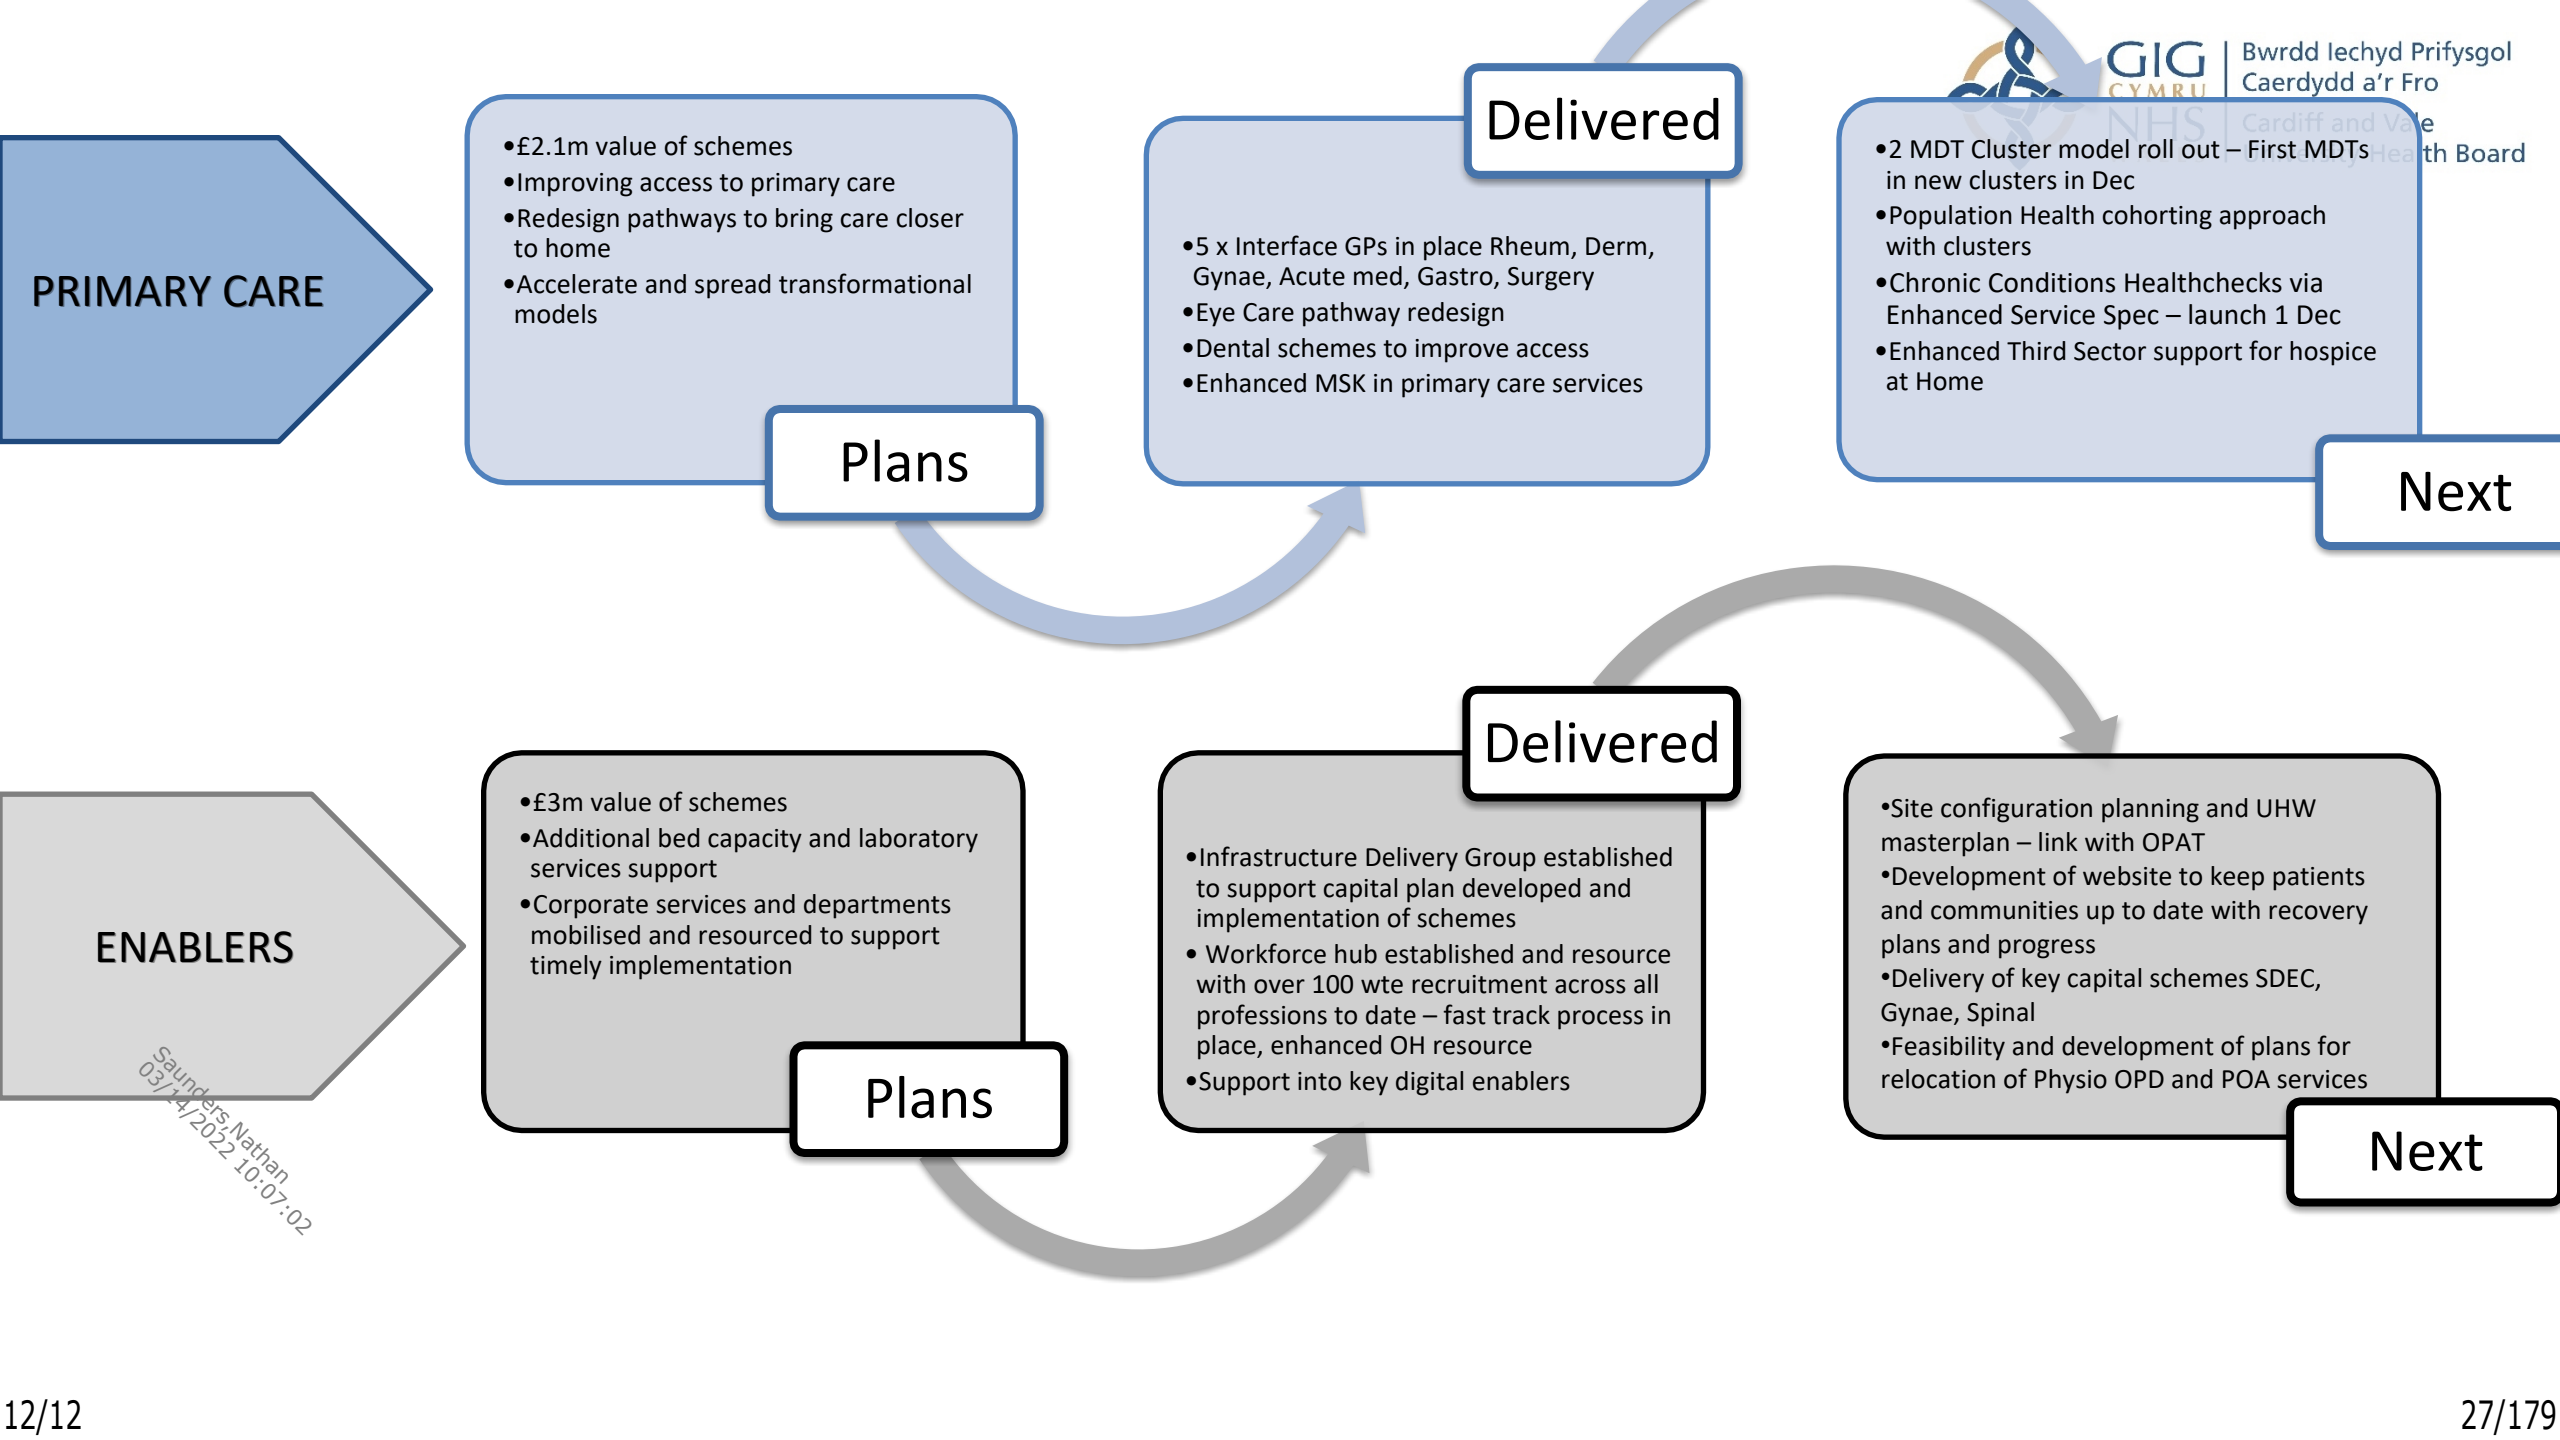 GIG
CYMRU
NHS
Bwrdd Iechyd Prifysgol
Caerdydd a'r Fro
Cardiff and Vale
University Health Board
PRIMARY CARE
•£2.1m value of schemes
•Improving access to primary care
•Redesign pathways to bring care closer
to home
•Accelerate and spread transformational
models
Plans
Delivered
•5 x Interface GPs in place Rheum, Derm,
Gynae, Acute med, Gastro, Surgery
•Eye Care pathway redesign
•Dental schemes to improve access
•Enhanced MSK in primary care services
•2 MDT Cluster model roll out – First MDTs
in new clusters in Dec
•Population Health cohorting approach
with clusters
•Chronic Conditions Healthchecks via
Enhanced Service Spec – launch 1 Dec
•Enhanced Third Sector support for hospice
at Home
Next
ENABLERS
•£3m value of schemes
•Additional bed capacity and laboratory
services support
•Corporate services and departments
mobilised and resourced to support
timely implementation
Plans
Delivered
•Infrastructure Delivery Group established
to support capital plan developed and
implementation of schemes
• Workforce hub established and resource
with over 100 wte recruitment across all
professions to date – fast track process in
place, enhanced OH resource
•Support into key digital enablers
•Site configuration planning and UHW
masterplan – link with OPAT
•Development of website to keep patients
and communities up to date with recovery
plans and progress
•Delivery of key capital schemes SDEC,
Gynae, Spinal
•Feasibility and development of plans for
relocation of Physio OPD and POA services
Next
Saunders,Nathan
03/14/2022 10:07:02
12/12
27/179